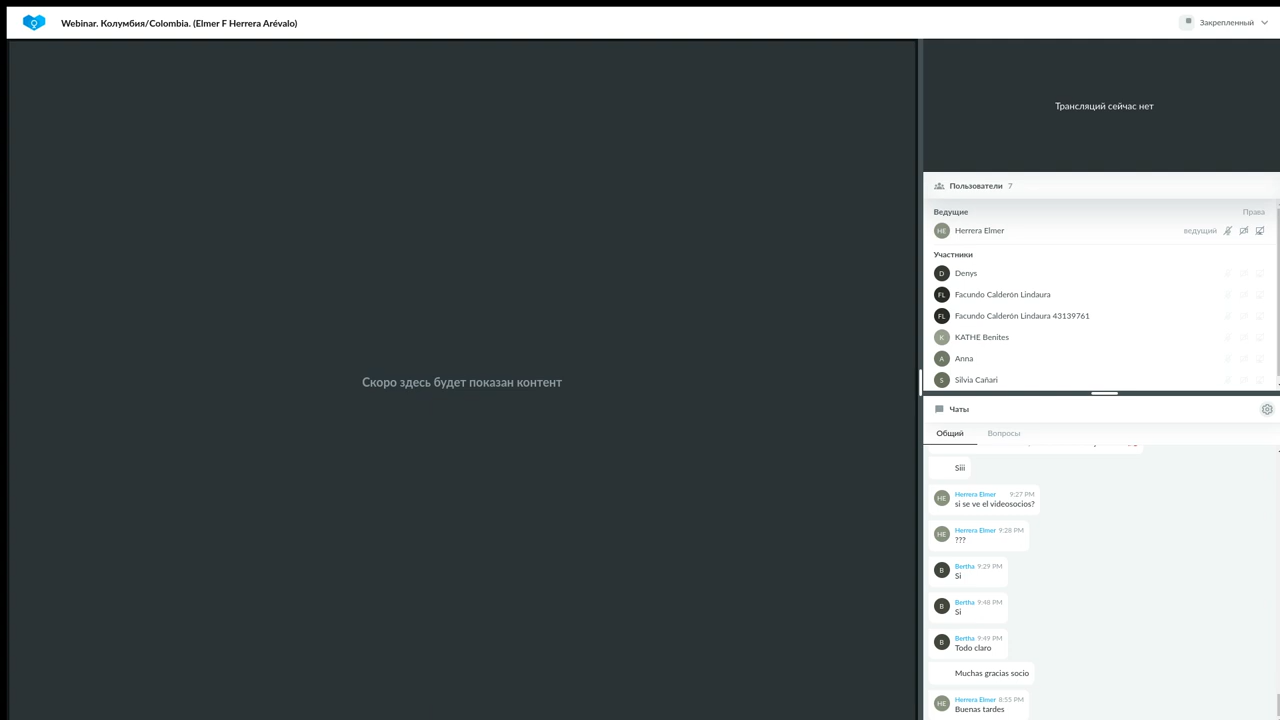 Webinar. Колумбия/Colombia. (Elmer F Herrera Arévalo)
Закрепленный
Скоро здесь будет показан контент
Трансляций сейчас нет
Пользователи 7
Ведущие Права
HE Herrera Elmer ведущий
Участники
D Denys
FL Facundo Calderón Lindaura
FL Facundo Calderón Lindaura 43139761
K KATHE Benites
A Anna
S Silvia Cañari
Чаты
Общий Вопросы
Siii
HE Herrera Elmer 9:27 PM
si se ve el videosocios?
HE Herrera Elmer 9:28 PM
???
B Bertha 9:29 PM
Si
B Bertha 9:48 PM
Si
B Bertha 9:49 PM
Todo claro
Muchas gracias socio
HE Herrera Elmer 8:55 PM
Buenas tardes